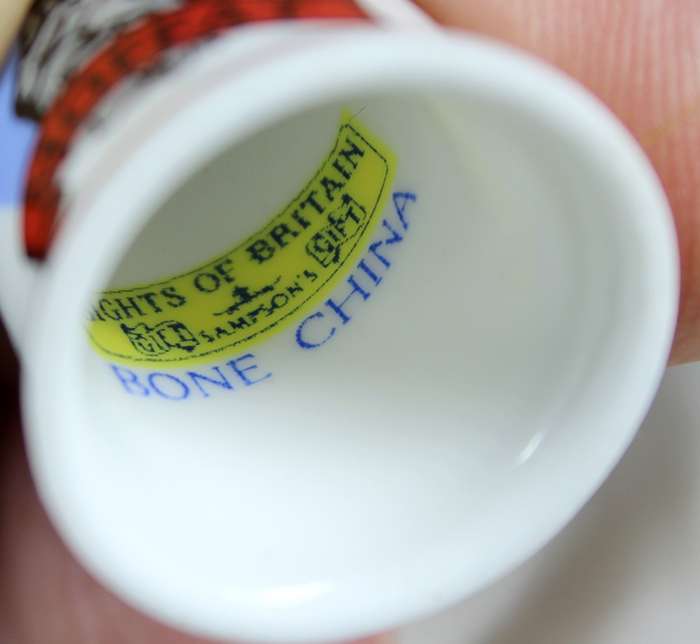 IGHTS OF BRITAIN
SAMPSON'S GIFT
BONE CHINA